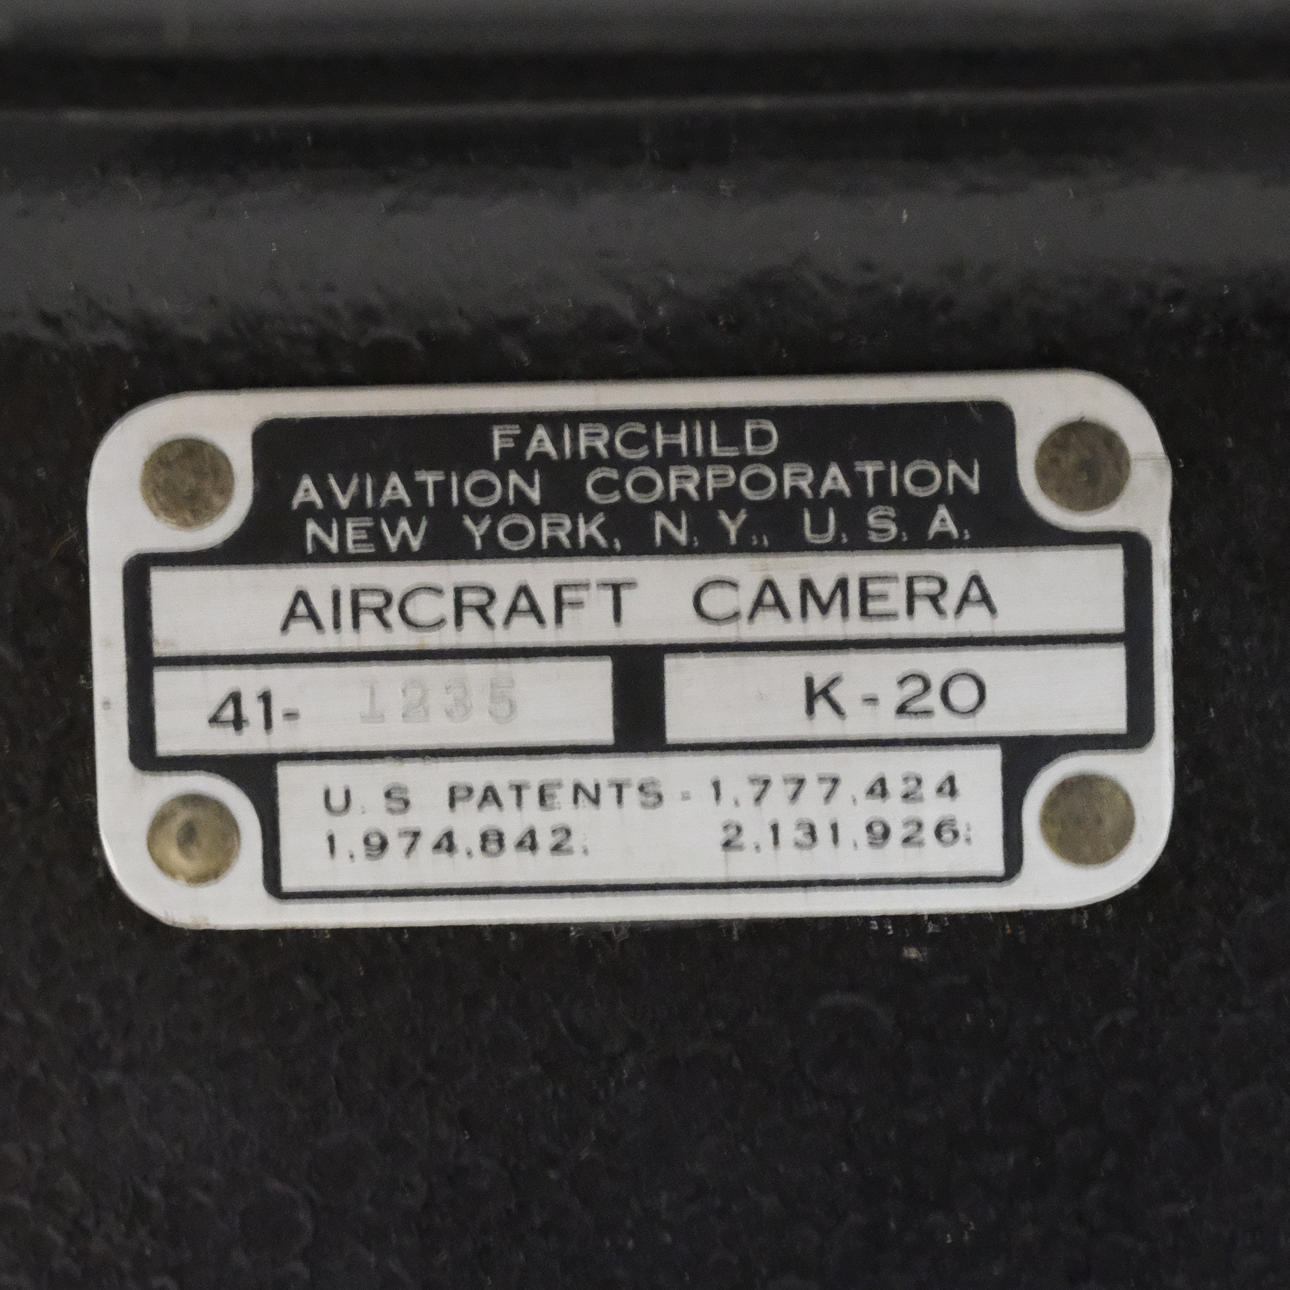 FAIRCHILD
AVIATION CORPORATION
NEW YORK, N.Y., U.S.A.
AIRCRAFT CAMERA
41- 1235
K-20
U.S PATENTS-1,777,424
1,974,842; 2,131,926;